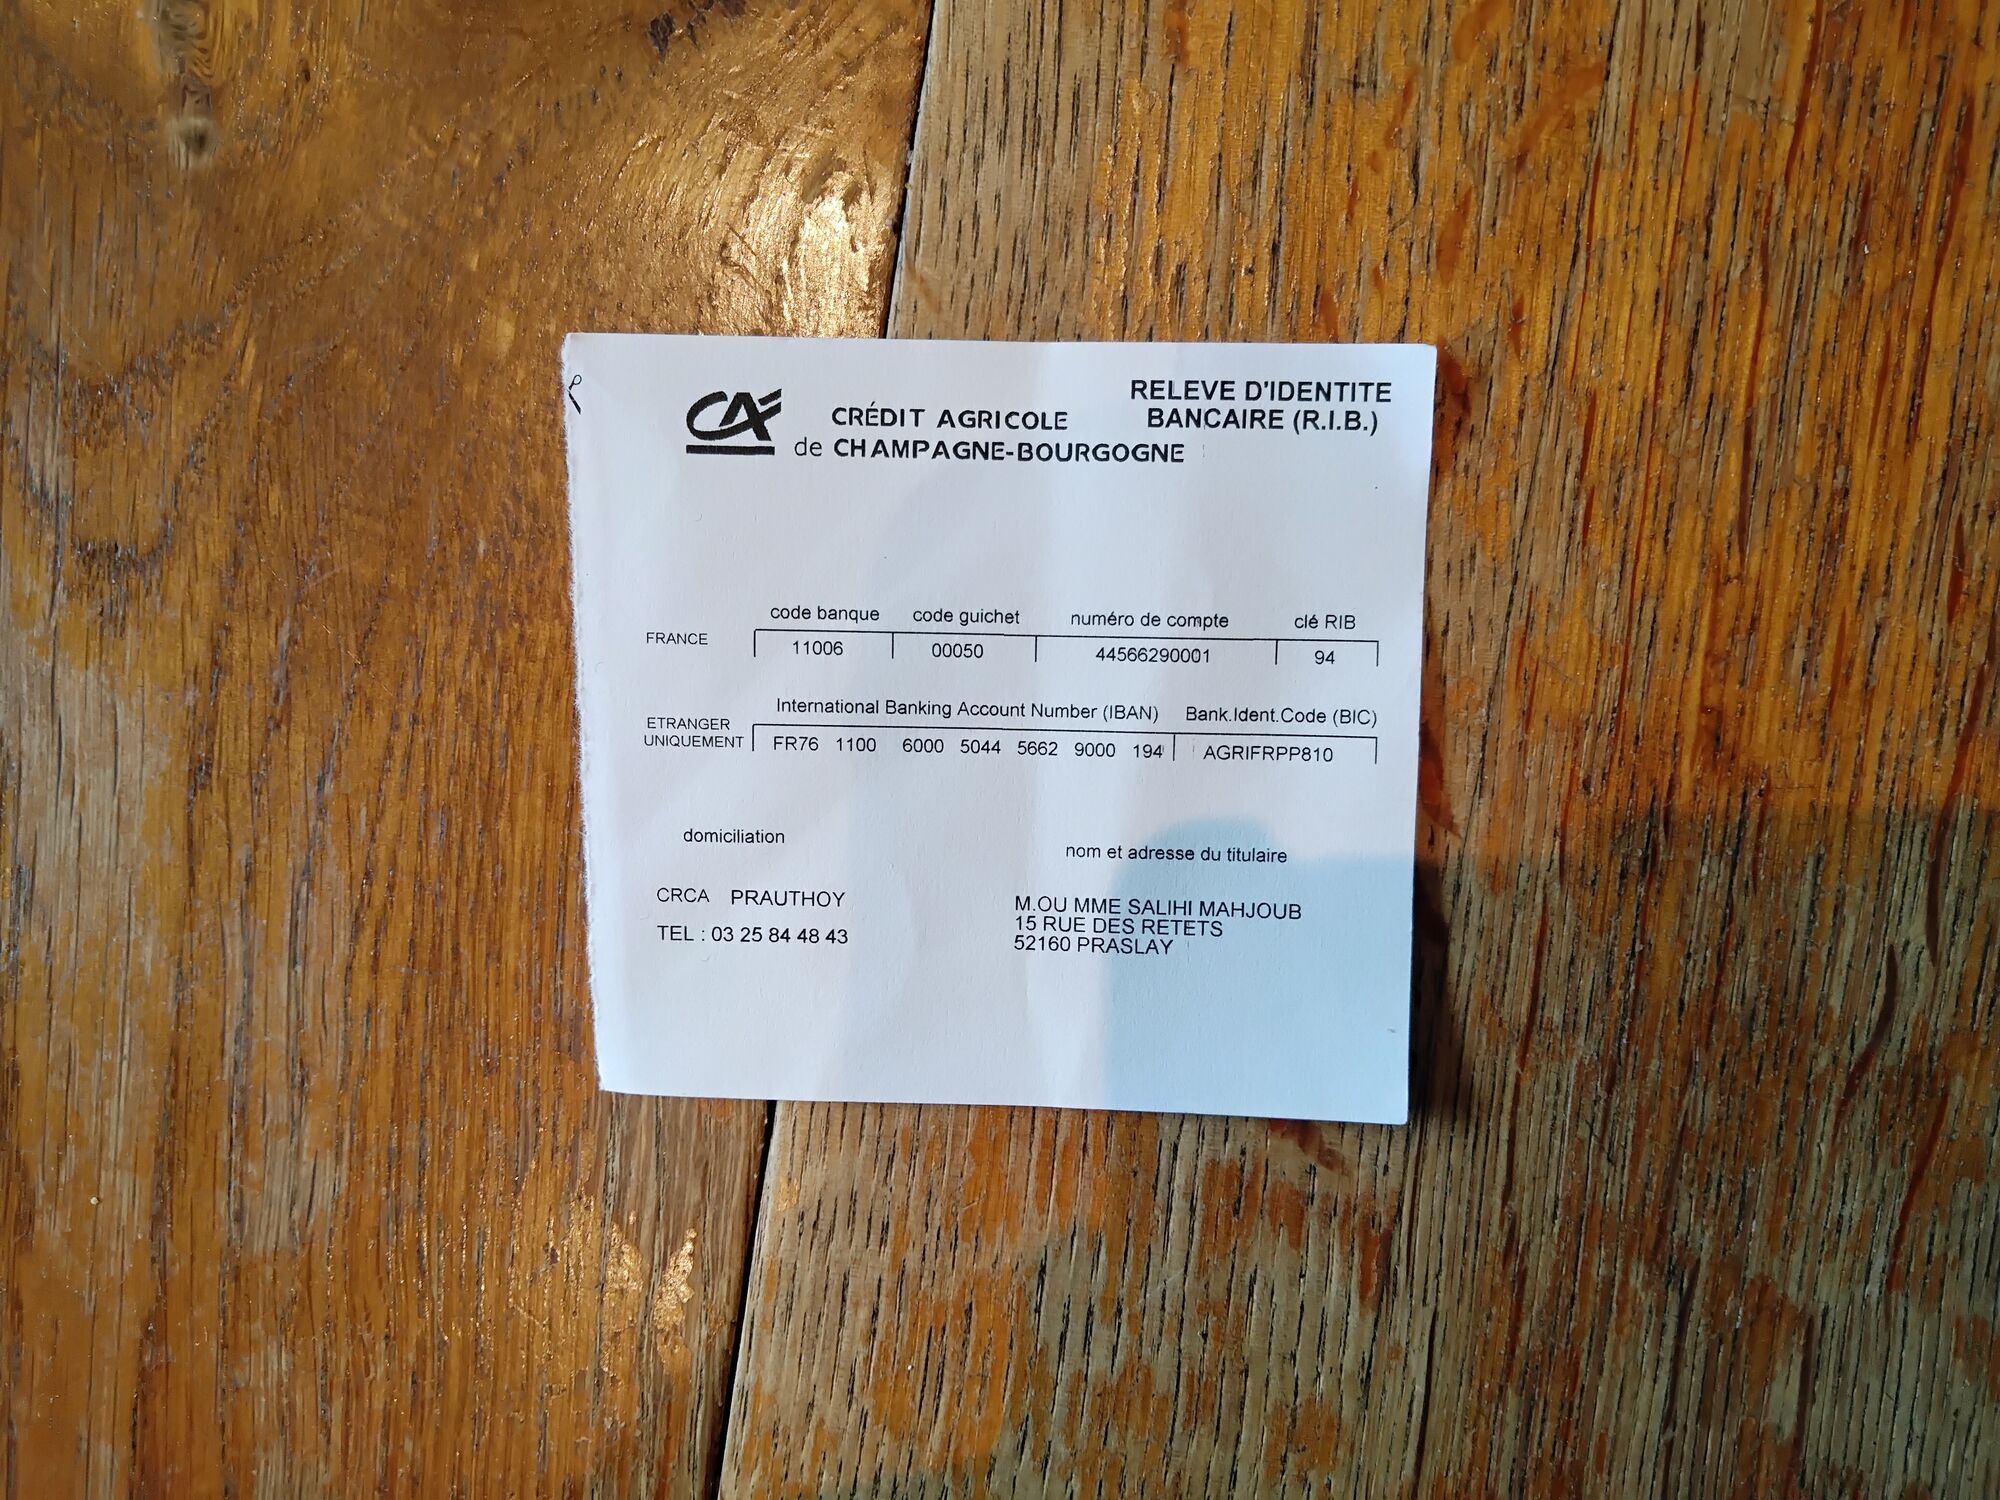 RELEVE D'IDENTITE
BANCAIRE (R.I.B.)
CA
CRÉDIT AGRICOLE
de CHAMPAGNE-BOURGOGNE
code banque code guichet numéro de compte clé RIB
FRANCE 11006 00050 44566290001 94
International Banking Account Number (IBAN) Bank.Ident.Code (BIC)
ETRANGER
UNIQUEMENT FR76 1100 6000 5044 5662 9000 194 AGRIFRPP810
domiciliation
CRCA PRAUTHOY
TEL : 03 25 84 48 43
nom et adresse du titulaire
M.OU MME SALIHI MAHJOUB
15 RUE DES RETETS
52160 PRASLAY